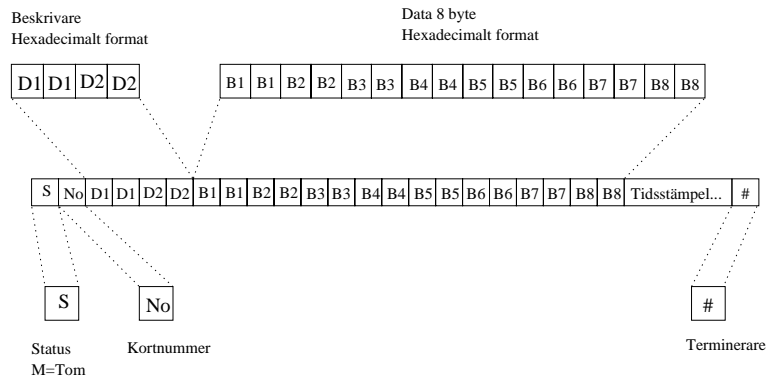 Beskrivare
Hexadecimalt format
Data 8 byte
Hexadecimalt format
D1 D1 D2 D2
B1 B1 B2 B2 B3 B3 B4 B4 B5 B5 B6 B6 B7 B7 B8 B8
S No D1 D1 D2 D2 B1 B1 B2 B2 B3 B3 B4 B4 B5 B5 B6 B6 B7 B7 B8 B8 Tidsstämpel... #
S
No
#
Status
M=Tom
Kortnummer
Terminerare